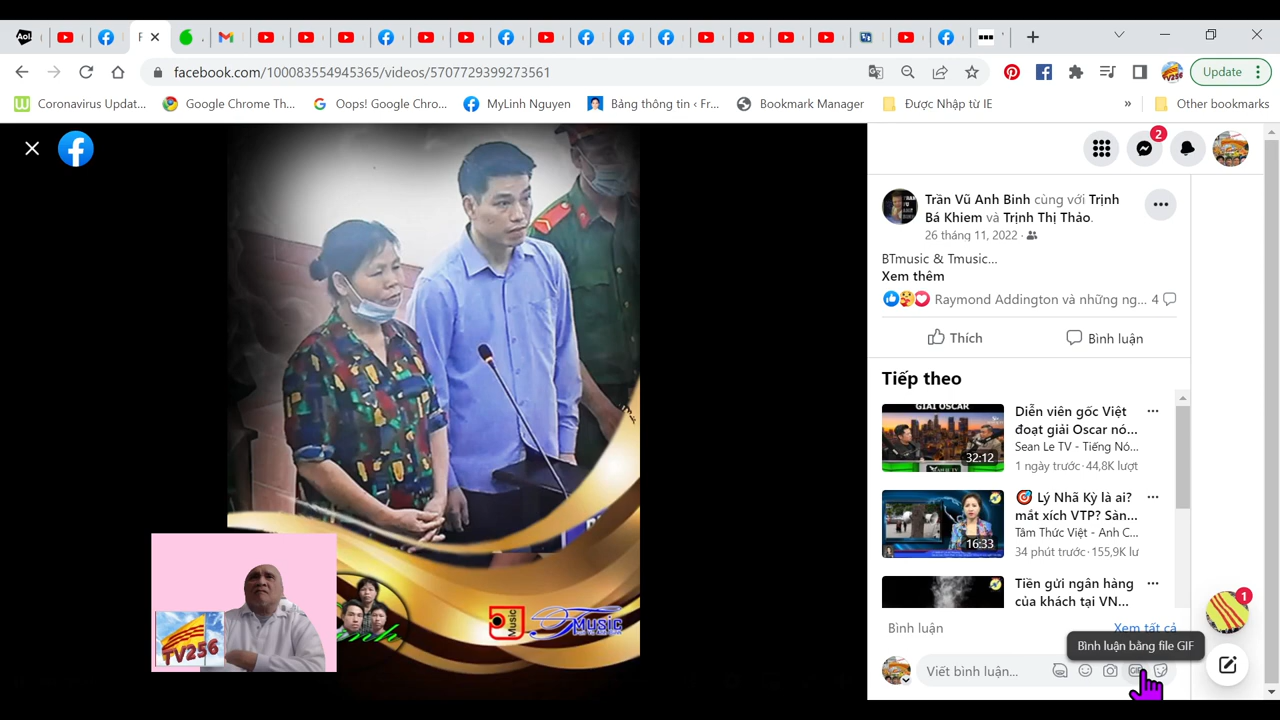 Update
facebook.com/100083554945365/videos/5707729399273561
Coronavirus Updat...
Google Chrome Th...
Oops! Google Chro...
MyLinh Nguyen
Bảng thông tin ‹ Fr...
Bookmark Manager
Được Nhập từ IE
»
Other bookmarks
2
Trần Vũ Anh Binh cùng với Trịnh
Bá Khiem và Trịnh Thị Thảo.
26 tháng 11, 2022 ·
BTmusic & Tmusic...
Xem thêm
Raymond Addington và những ng... 4
Thích
Bình luận
Tiếp theo
GIẢI OSCAR
32:12
Diễn viên gốc Việt
đoạt giải Oscar nó...
Sean Le TV - Tiếng Nó...
1 ngày trước · 44,8K lượt
16:33
Lý Nhã Kỳ là ai?
mắt xích VTP? Sàn...
Tâm Thức Việt - Anh C...
34 phút trước · 155,9K lư
Tiền gửi ngân hàng
của khách tại VN...
Bình luận
Xem tất cả
Bình luận bằng file GIF
Viết bình luận...
GIF
1
TV256
Music
TMUSIC